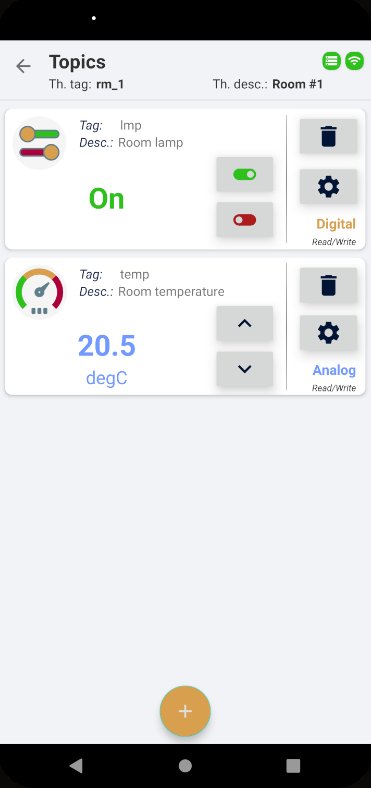 Topics
Th. tag: rm_1 Th. desc.: Room #1
Tag: lmp
Desc.: Room lamp
On
Digital
Read/Write
Tag: temp
Desc.: Room temperature
20.5
degC
Analog
Read/Write
+